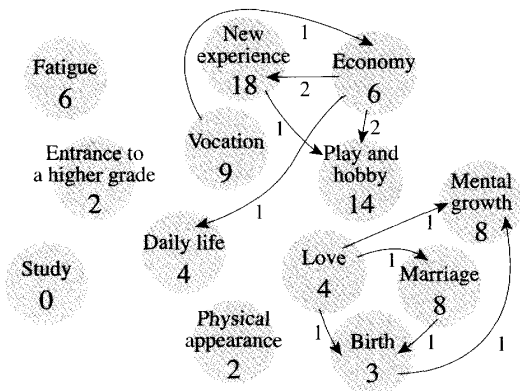 New
experience
18
1
Economy
6
Fatigue
6
2
1
2
Vocation
9
Play and
hobby
14
Entrance to
a higher grade
2
Mental
growth
8
1
1
Daily life
4
Love
4
1
Marriage
8
Study
0
Physical
appearance
2
1
Birth
3
1
1